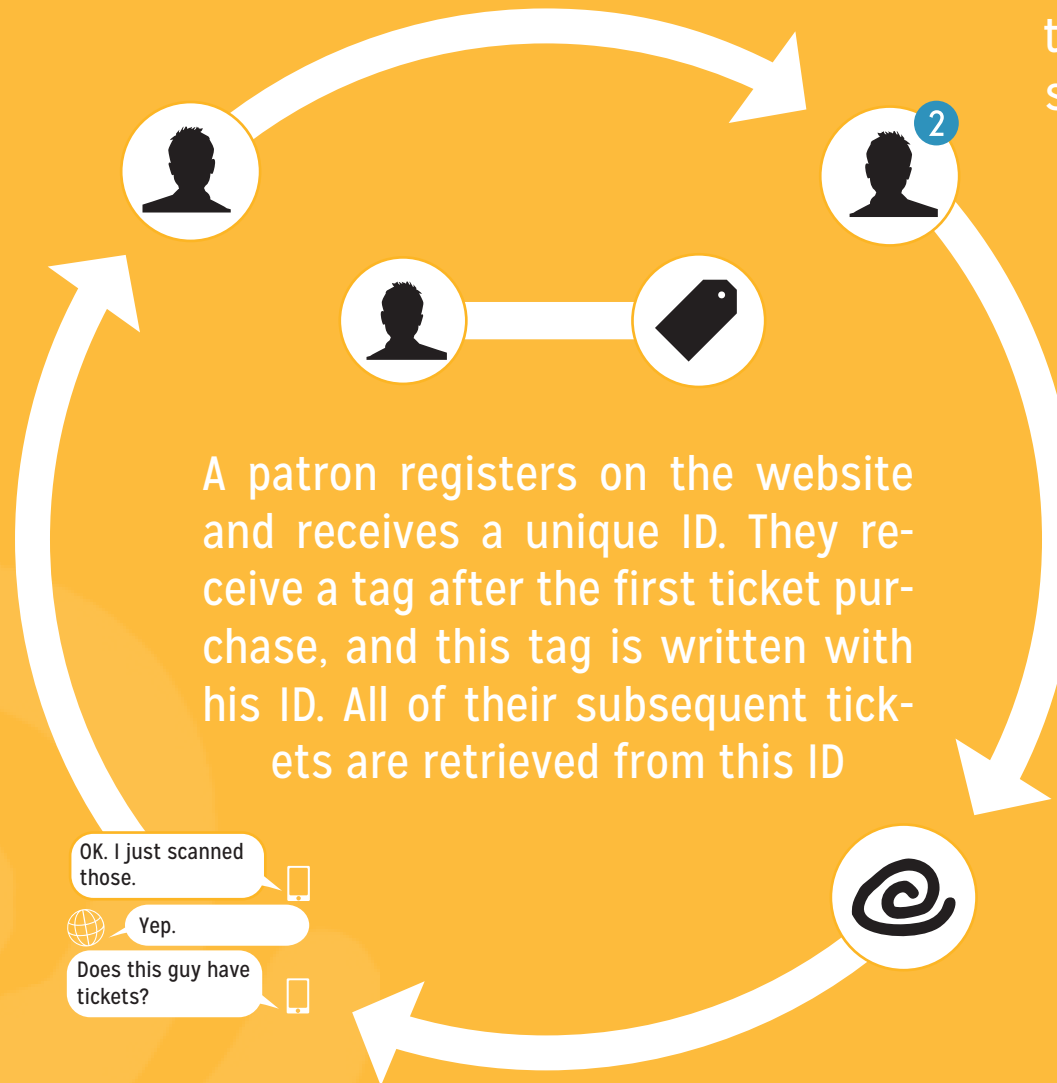 2
A patron registers on the website
and receives a unique ID. They re-
ceive a tag after the first ticket pur-
chase, and this tag is written with
his ID. All of their subsequent tick-
ets are retrieved from this ID
OK. I just scanned
those.
Yep.
Does this guy have
tickets?